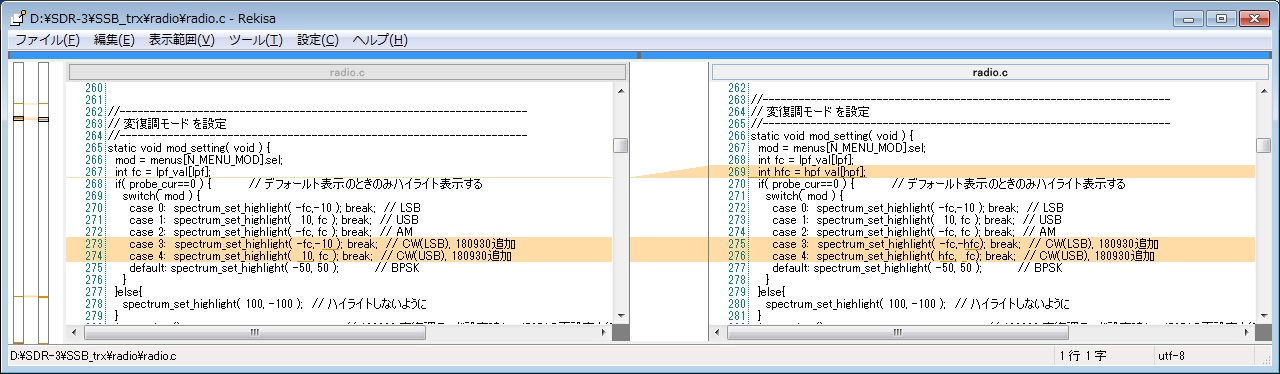 D:¥SDR-3¥SSB_trx¥radio¥radio.c - Rekisa
ファイル(F) 編集(E) 表示範囲(V) ツール(T) 設定(C) ヘルプ(H)
radio.c
260
261
262 //--------------------------------------------------------------------
263 // 変復調モード を設定
264 //--------------------------------------------------------------------
265 static void mod_setting( void ) {
266 mod = menus[N_MENU_MOD].sel;
267 int fc = lpf_val[lpf];
268 if( probe_cur==0 ) { // デフォールト表示のときのみハイライト表示する
269 switch( mod ) {
270 case 0: spectrum_set_highlight( -fc,-10 ); break; // LSB
271 case 1: spectrum_set_highlight( 10, fc ); break; // USB
272 case 2: spectrum_set_highlight( -fc, fc ); break; // AM
273 case 3: spectrum_set_highlight( -fc,-10 ); break; // CW(LSB), 180930追加
274 case 4: spectrum_set_highlight( 10, fc ); break; // CW(USB), 180930追加
275 default: spectrum_set_highlight( -50, 50 ); // BPSK
276 }
277 }else{
278 spectrum_set_highlight( 100, -100 ); // ハイライトしないように
279 }
radio.c
262
263 //--------------------------------------------------------------------
264 // 変復調モード を設定
265 //--------------------------------------------------------------------
266 static void mod_setting( void ) {
267 mod = menus[N_MENU_MOD].sel;
268 int fc = lpf_val[lpf];
269 int hfc = hpf_val[hpf];
270 if( probe_cur==0 ) { // デフォールト表示のときのみハイライト表示する
271 switch( mod ) {
272 case 0: spectrum_set_highlight( -fc,-10 ); break; // LSB
273 case 1: spectrum_set_highlight( 10, fc ); break; // USB
274 case 2: spectrum_set_highlight( -fc, fc ); break; // AM
275 case 3: spectrum_set_highlight( -fc,-hfc); break; // CW(LSB), 180930追加
276 case 4: spectrum_set_highlight( hfc, fc); break; // CW(USB), 180930追加
277 default: spectrum_set_highlight( -50, 50 ); // BPSK
278 }
279 }else{
280 spectrum_set_highlight( 100, -100 ); // ハイライトしないように
281 }
D:¥SDR-3¥SSB_trx¥radio¥radio.c
1 行 1 字
utf-8